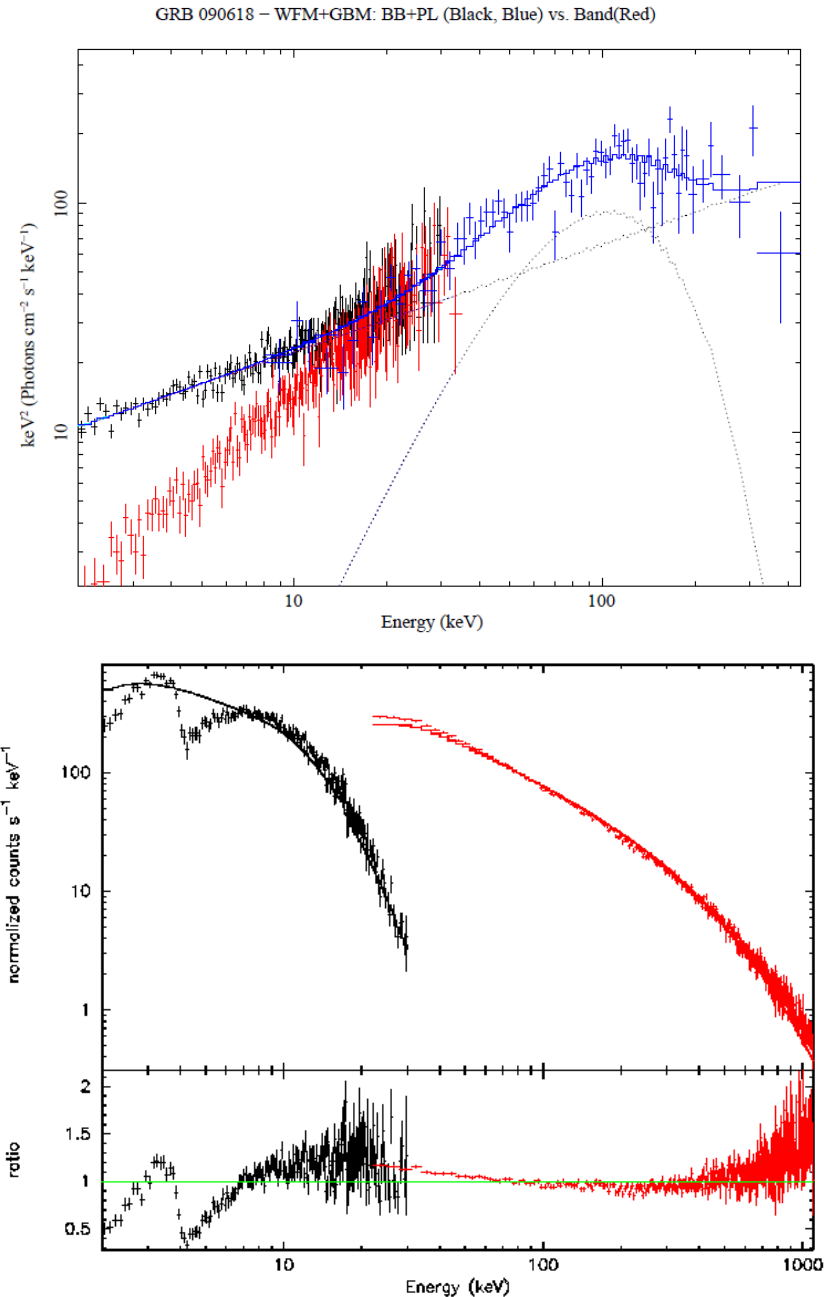 GRB 090618 − WFM+GBM: BB+PL (Black, Blue) vs. Band(Red)
keV² (Photons cm⁻² s⁻¹ keV⁻¹)
100
10
10
100
Energy (keV)
normalized counts s⁻¹ keV⁻¹
100
10
1
ratio
2
1.5
1
0.5
10
100
1000
Energy (keV)